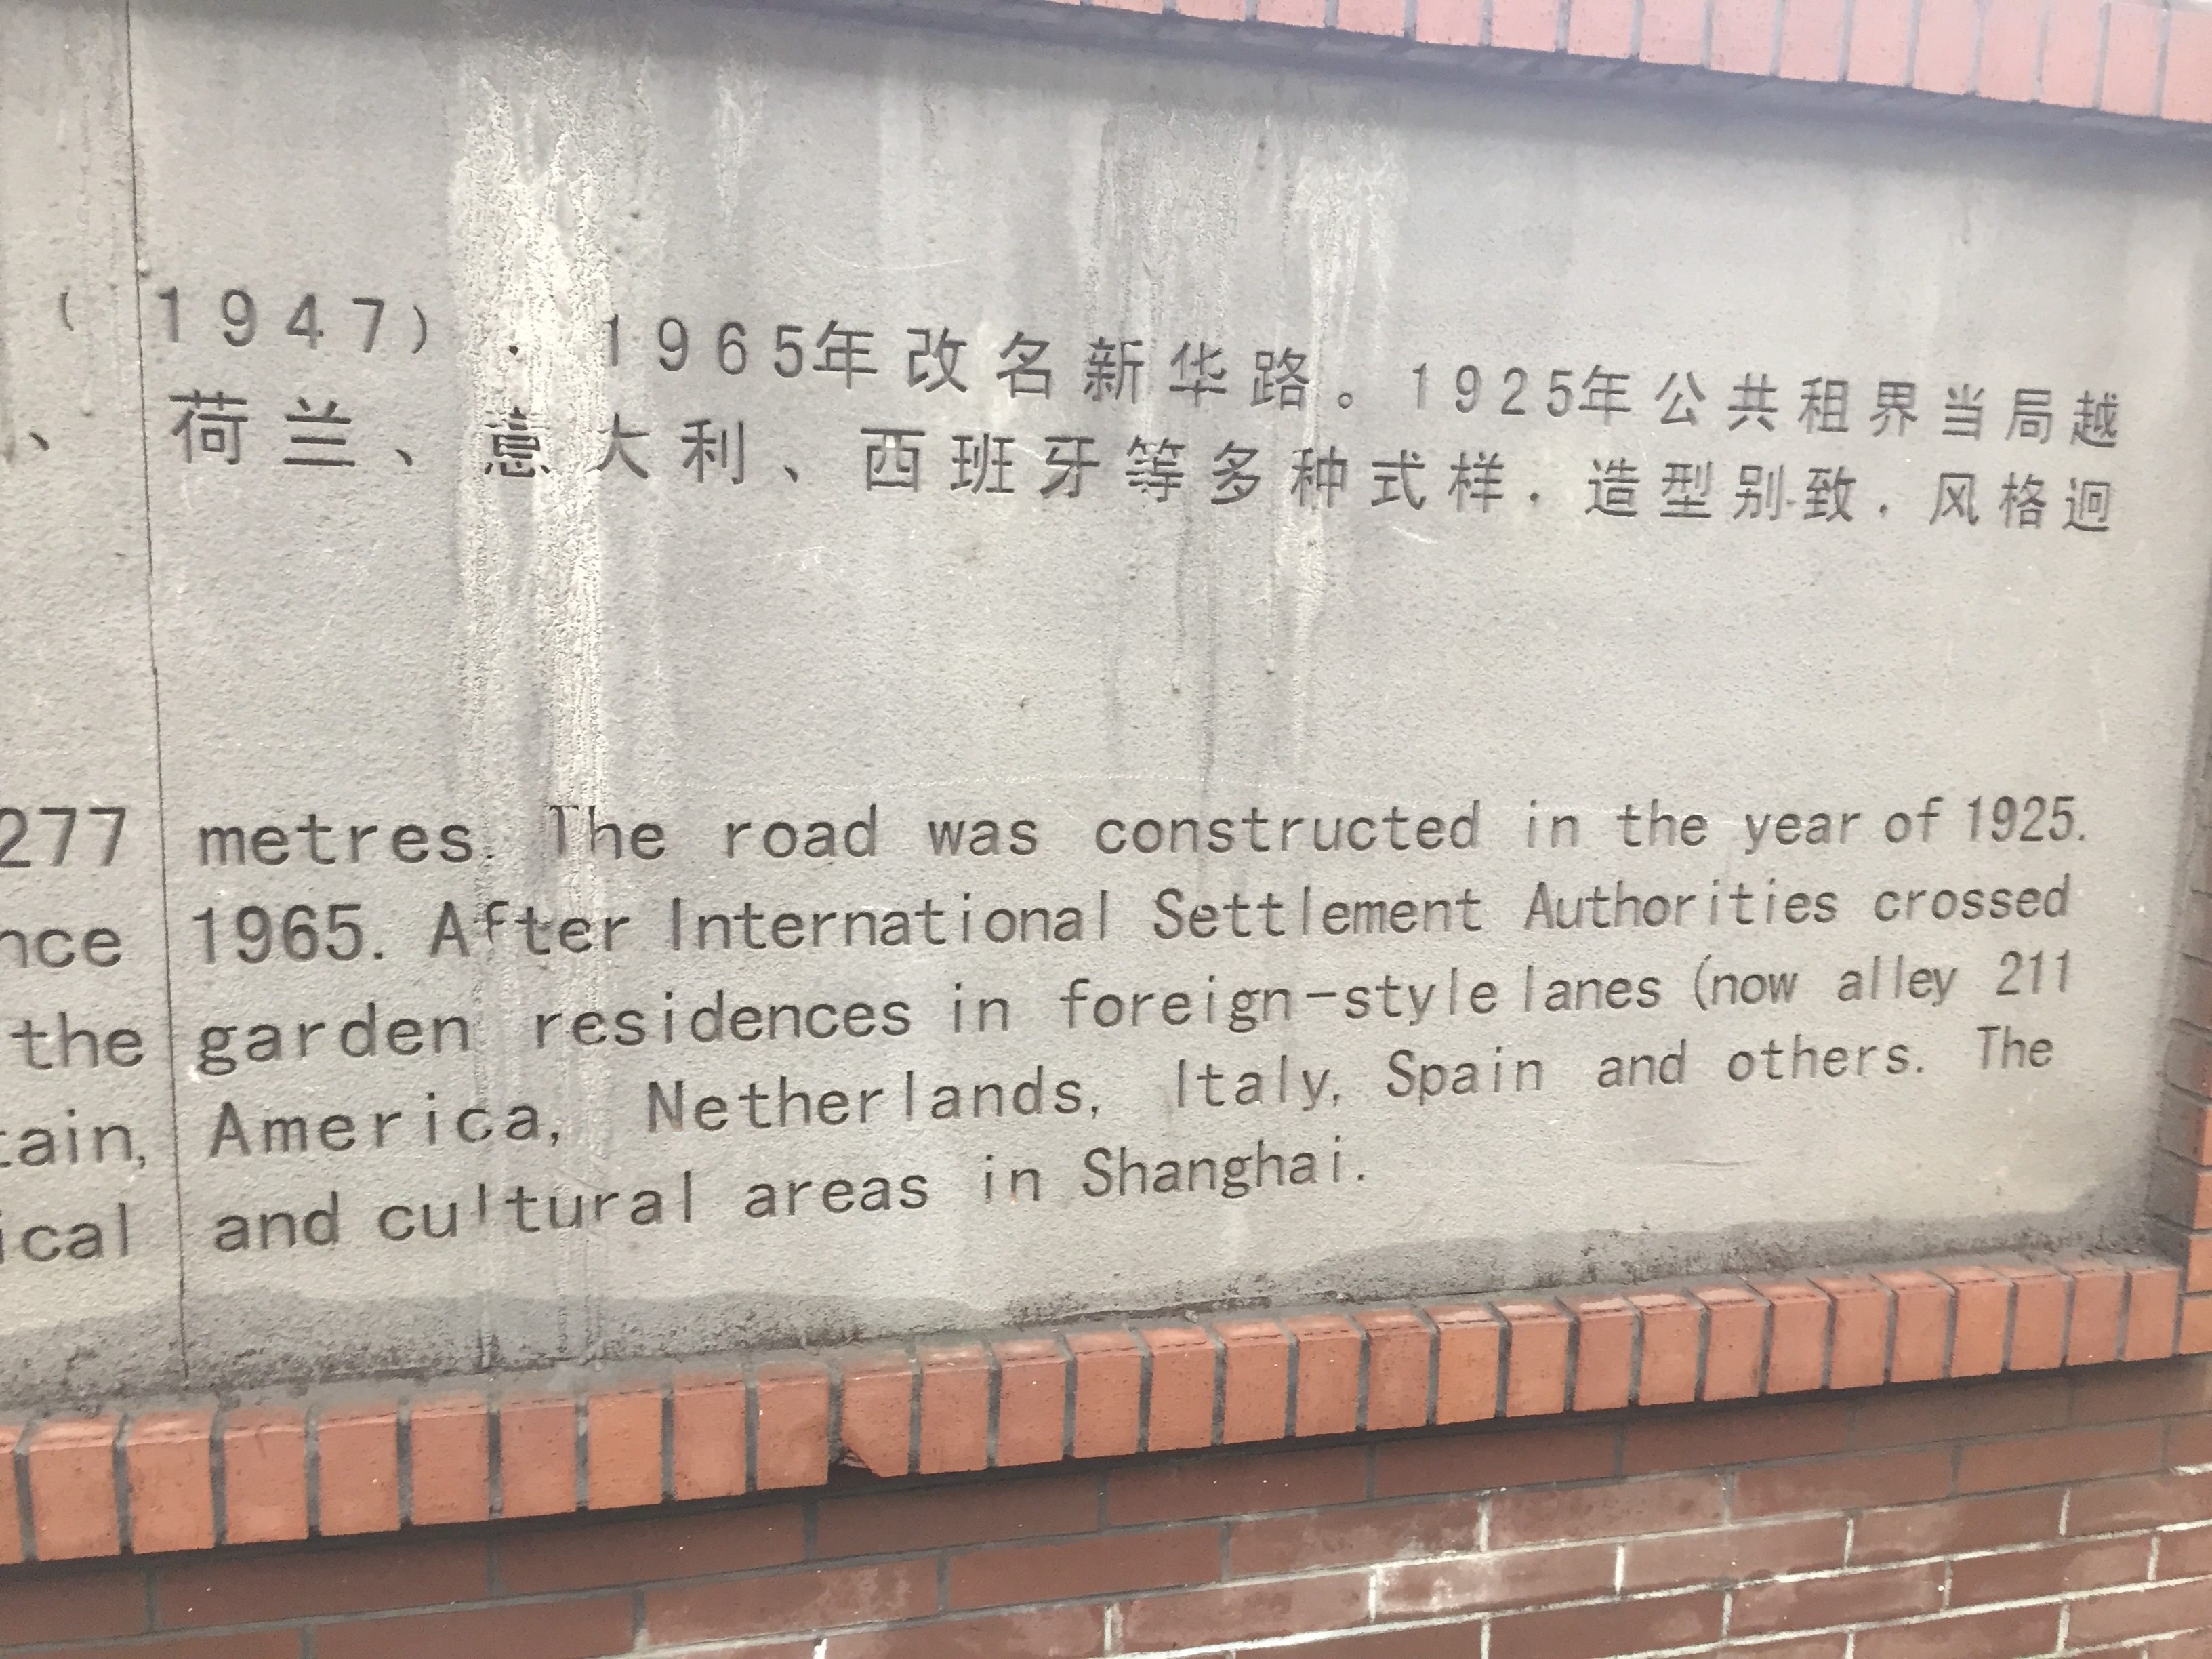 (1947),1965年改名新华路。1925年公共租界当局越
、荷兰、意大利、西班牙等多种式样,造型别致,风格迥
277 metres. The road was constructed in the year of 1925.
nce 1965. After International Settlement Authorities crossed
the garden residences in foreign-style lanes (now alley 211
tain, America, Netherlands, Italy, Spain and others. The
ical and cultural areas in Shanghai.